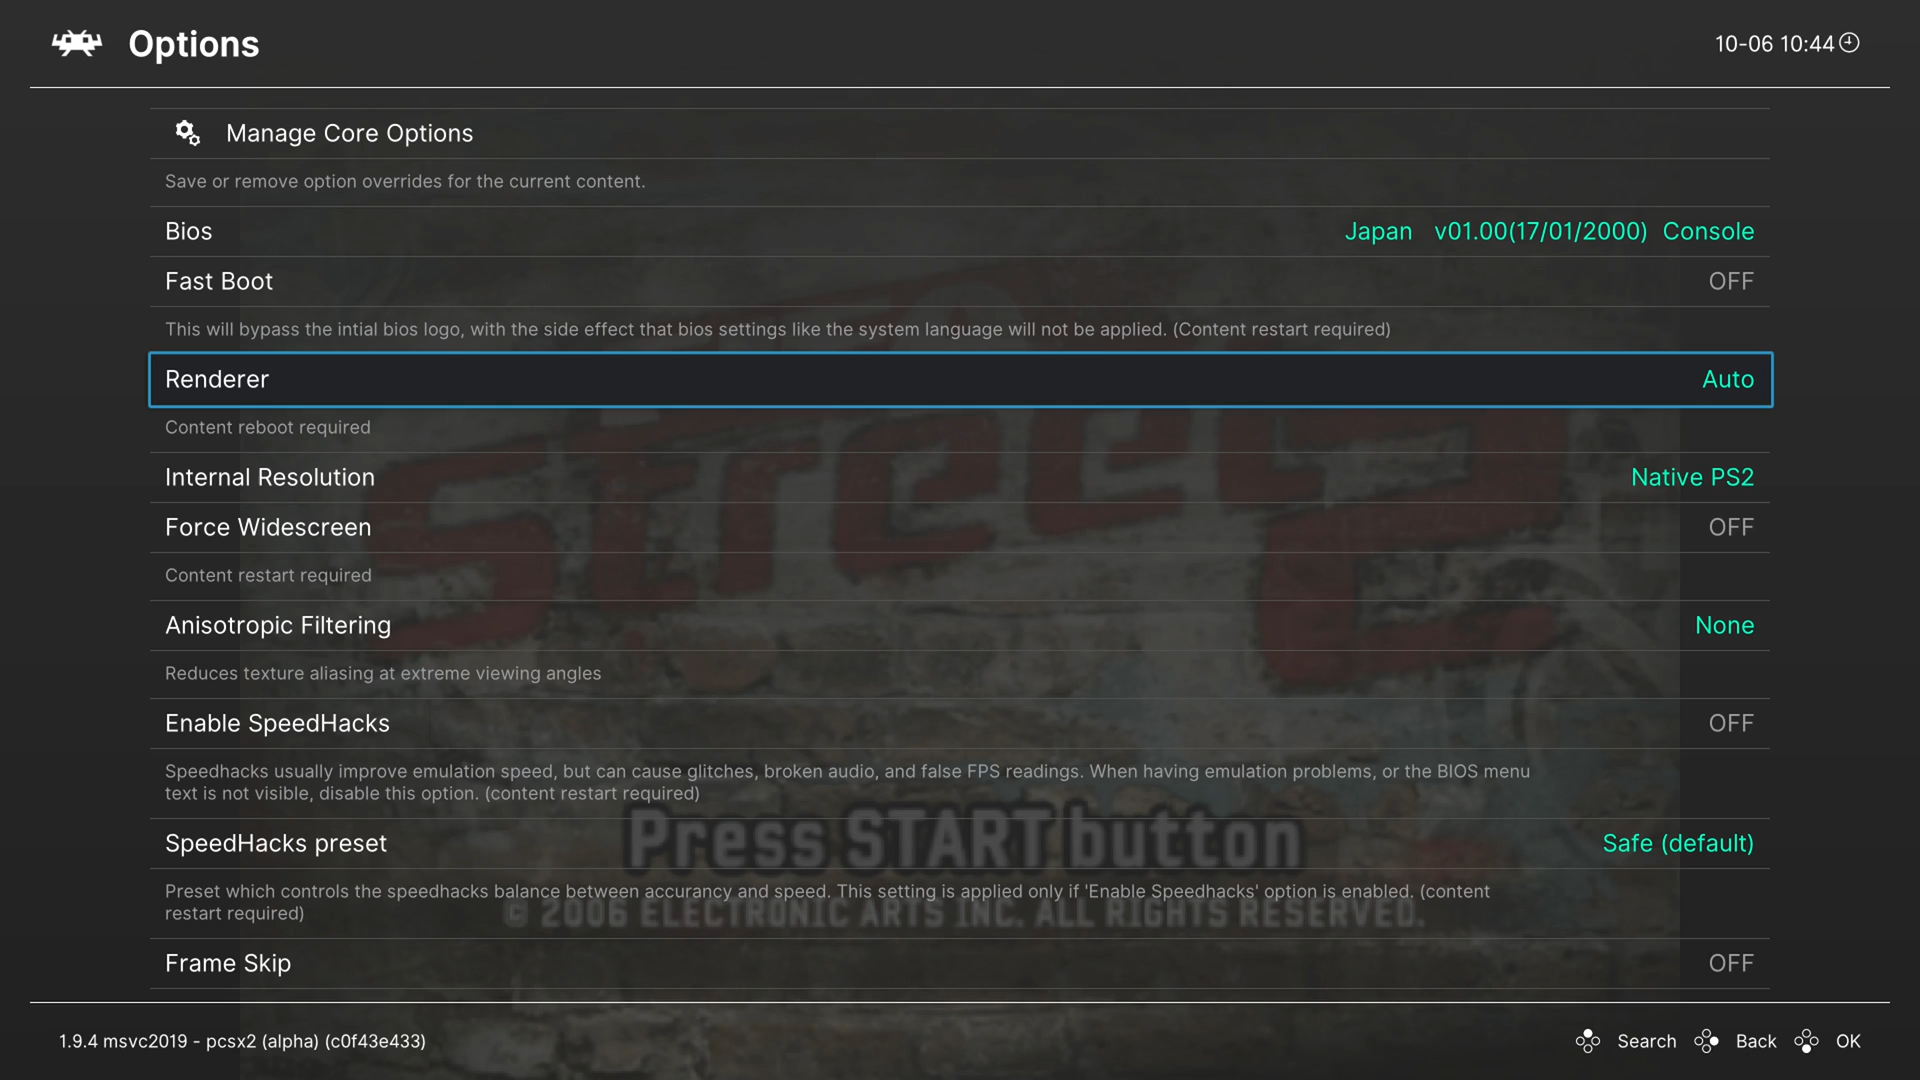 Options
10-06 10:44
Manage Core Options
Save or remove option overrides for the current content.
Bios
Japan v01.00(17/01/2000) Console
Fast Boot
OFF
This will bypass the intial bios logo, with the side effect that bios settings like the system language will not be applied. (Content restart required)
Renderer
Auto
Content reboot required
Internal Resolution
Native PS2
Force Widescreen
OFF
Content restart required
Anisotropic Filtering
None
Reduces texture aliasing at extreme viewing angles
Enable SpeedHacks
OFF
Speedhacks usually improve emulation speed, but can cause glitches, broken audio, and false FPS readings. When having emulation problems, or the BIOS menu
text is not visible, disable this option. (content restart required)
Press START button
SpeedHacks preset
Safe (default)
Preset which controls the speedhacks balance between accurancy and speed. This setting is applied only if 'Enable Speedhacks' option is enabled. (content
restart required)
© 2006 ELECTRONIC ARTS INC. ALL RIGHTS RESERVED.
Frame Skip
OFF
1.9.4 msvc2019 - pcsx2 (alpha) (c0f43e433)
Search
Back
OK